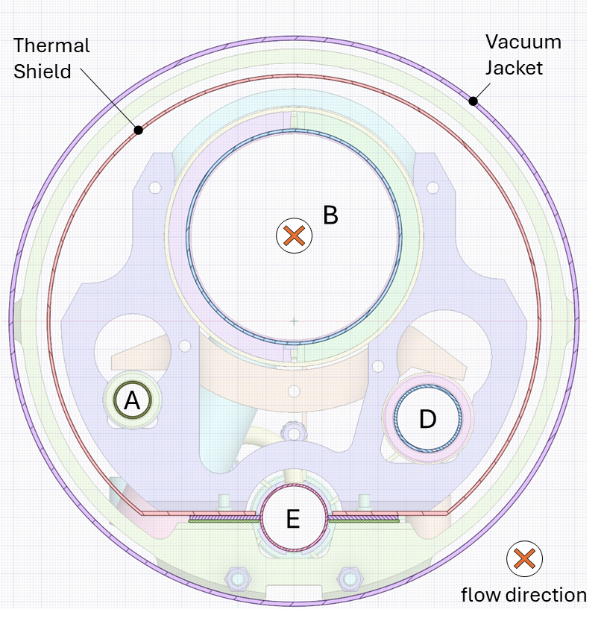 Thermal
Shield
Vacuum
Jacket
B
A
D
E
flow direction